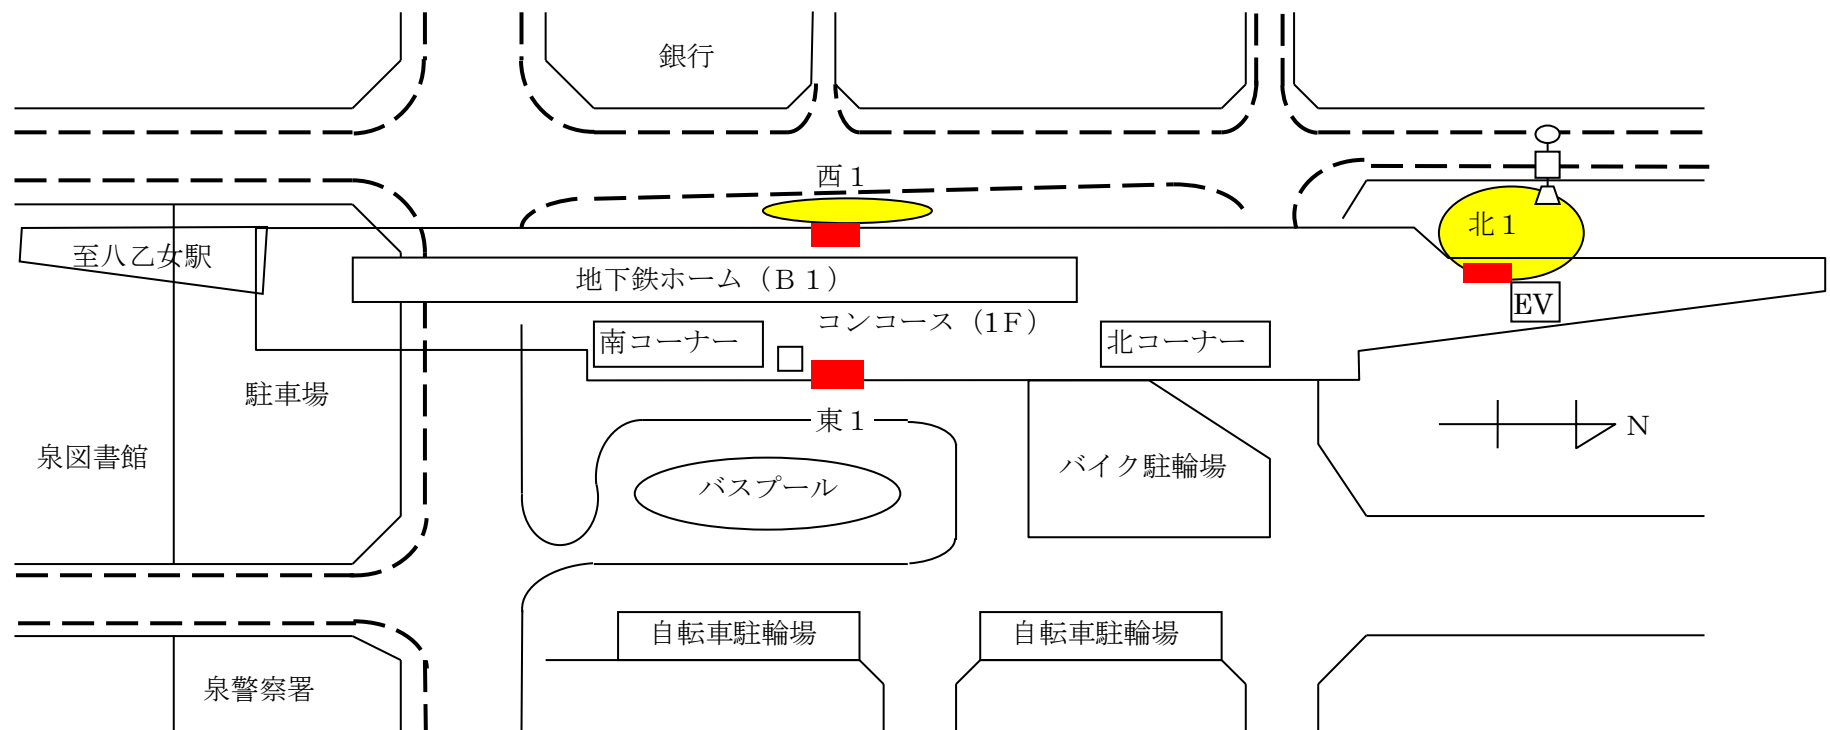 銀行
西１
北１
至八乙女駅
地下鉄ホーム（Ｂ１）
EV
コンコース（1Ｆ）
南コーナー
北コーナー
駐車場
東１
Ｎ
泉図書館
バイク駐輪場
バスプール
自転車駐輪場
自転車駐輪場
泉警察署